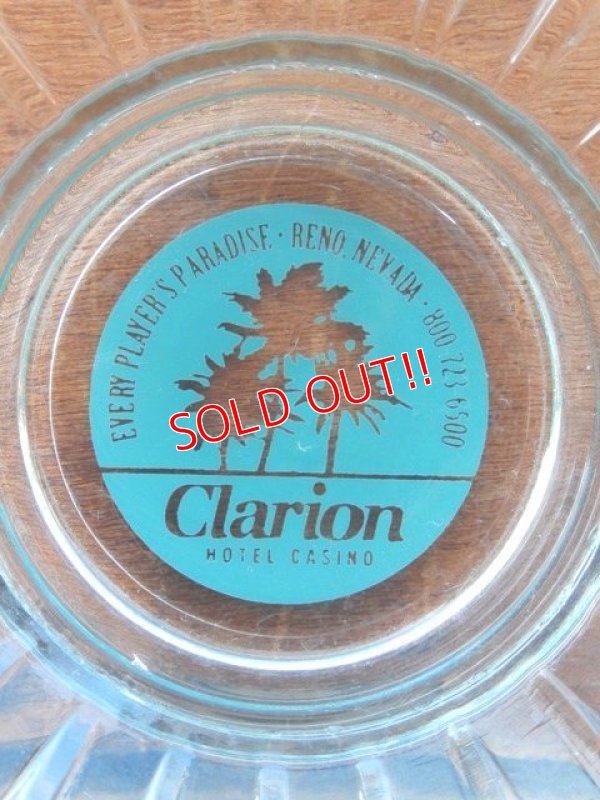 EVERY PLAYER'S PARADISE · RENO, NEVADA · 800 723 6500
SOLD OUT!!
Clarion
HOTEL CASINO